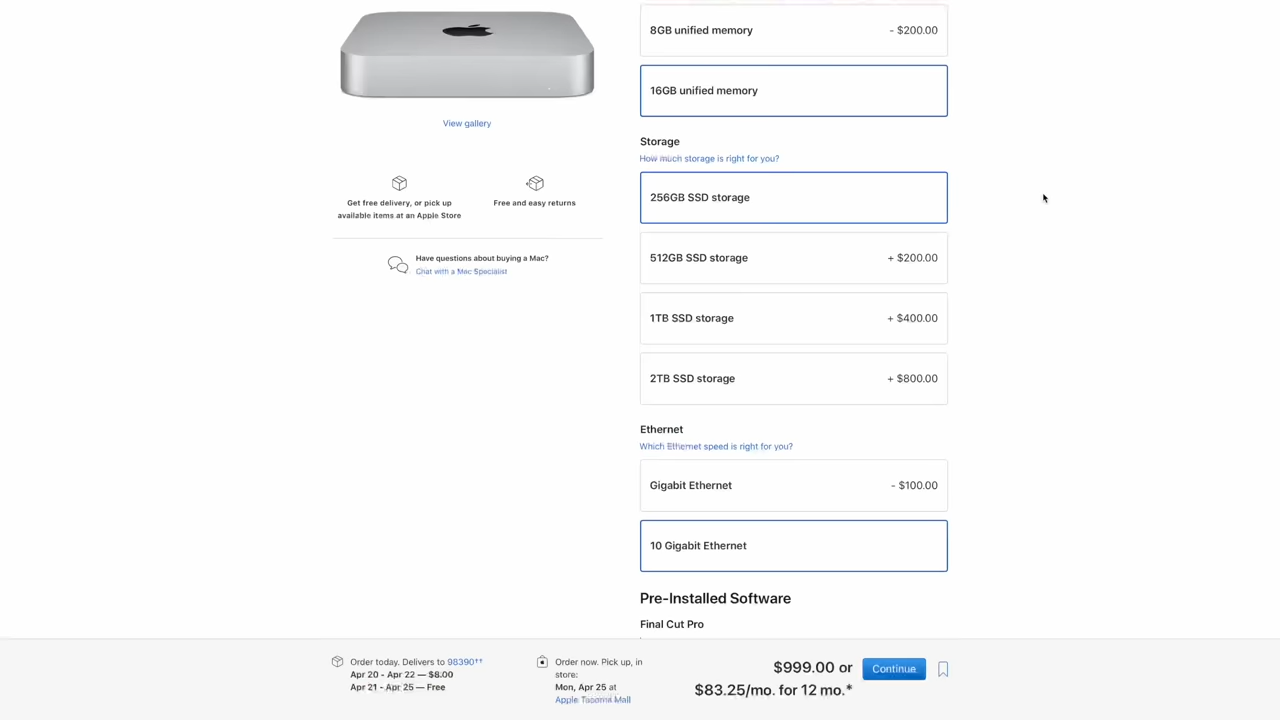 View gallery
Get free delivery, or pick up
available items at an Apple Store
Free and easy returns
Have questions about buying a Mac?
Chat with a Mac Specialist
8GB unified memory - $200.00
16GB unified memory
Storage
How much storage is right for you?
256GB SSD storage
512GB SSD storage + $200.00
1TB SSD storage + $400.00
2TB SSD storage + $800.00
Ethernet
Which Ethernet speed is right for you?
Gigabit Ethernet - $100.00
10 Gigabit Ethernet
Pre-Installed Software
Final Cut Pro
Order today. Delivers to 98390††
Apr 20 - Apr 22 — $8.00
Apr 21 - Apr 25 — Free
Order now. Pick up, in
store:
Mon, Apr 25 at
Apple Tacoma Mall
$999.00 or
$83.25/mo. for 12 mo.*
Continue